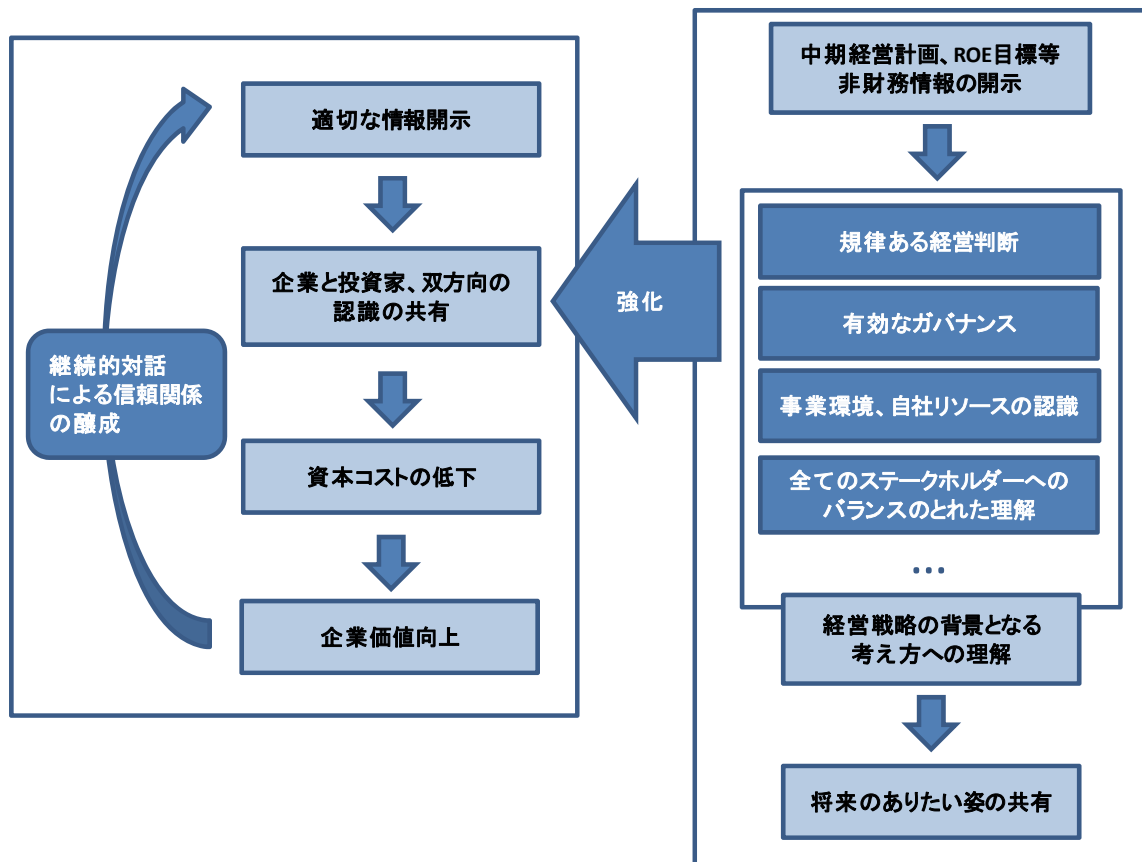 適切な情報開示
企業と投資家、双方向の
認識の共有
資本コストの低下
企業価値向上
継続的対話
による信頼関係
の醸成
強化
中期経営計画、ROE目標等
非財務情報の開示
規律ある経営判断
有効なガバナンス
事業環境、自社リソースの認識
全てのステークホルダーへの
バランスのとれた理解
…
経営戦略の背景となる
考え方への理解
将来のありたい姿の共有